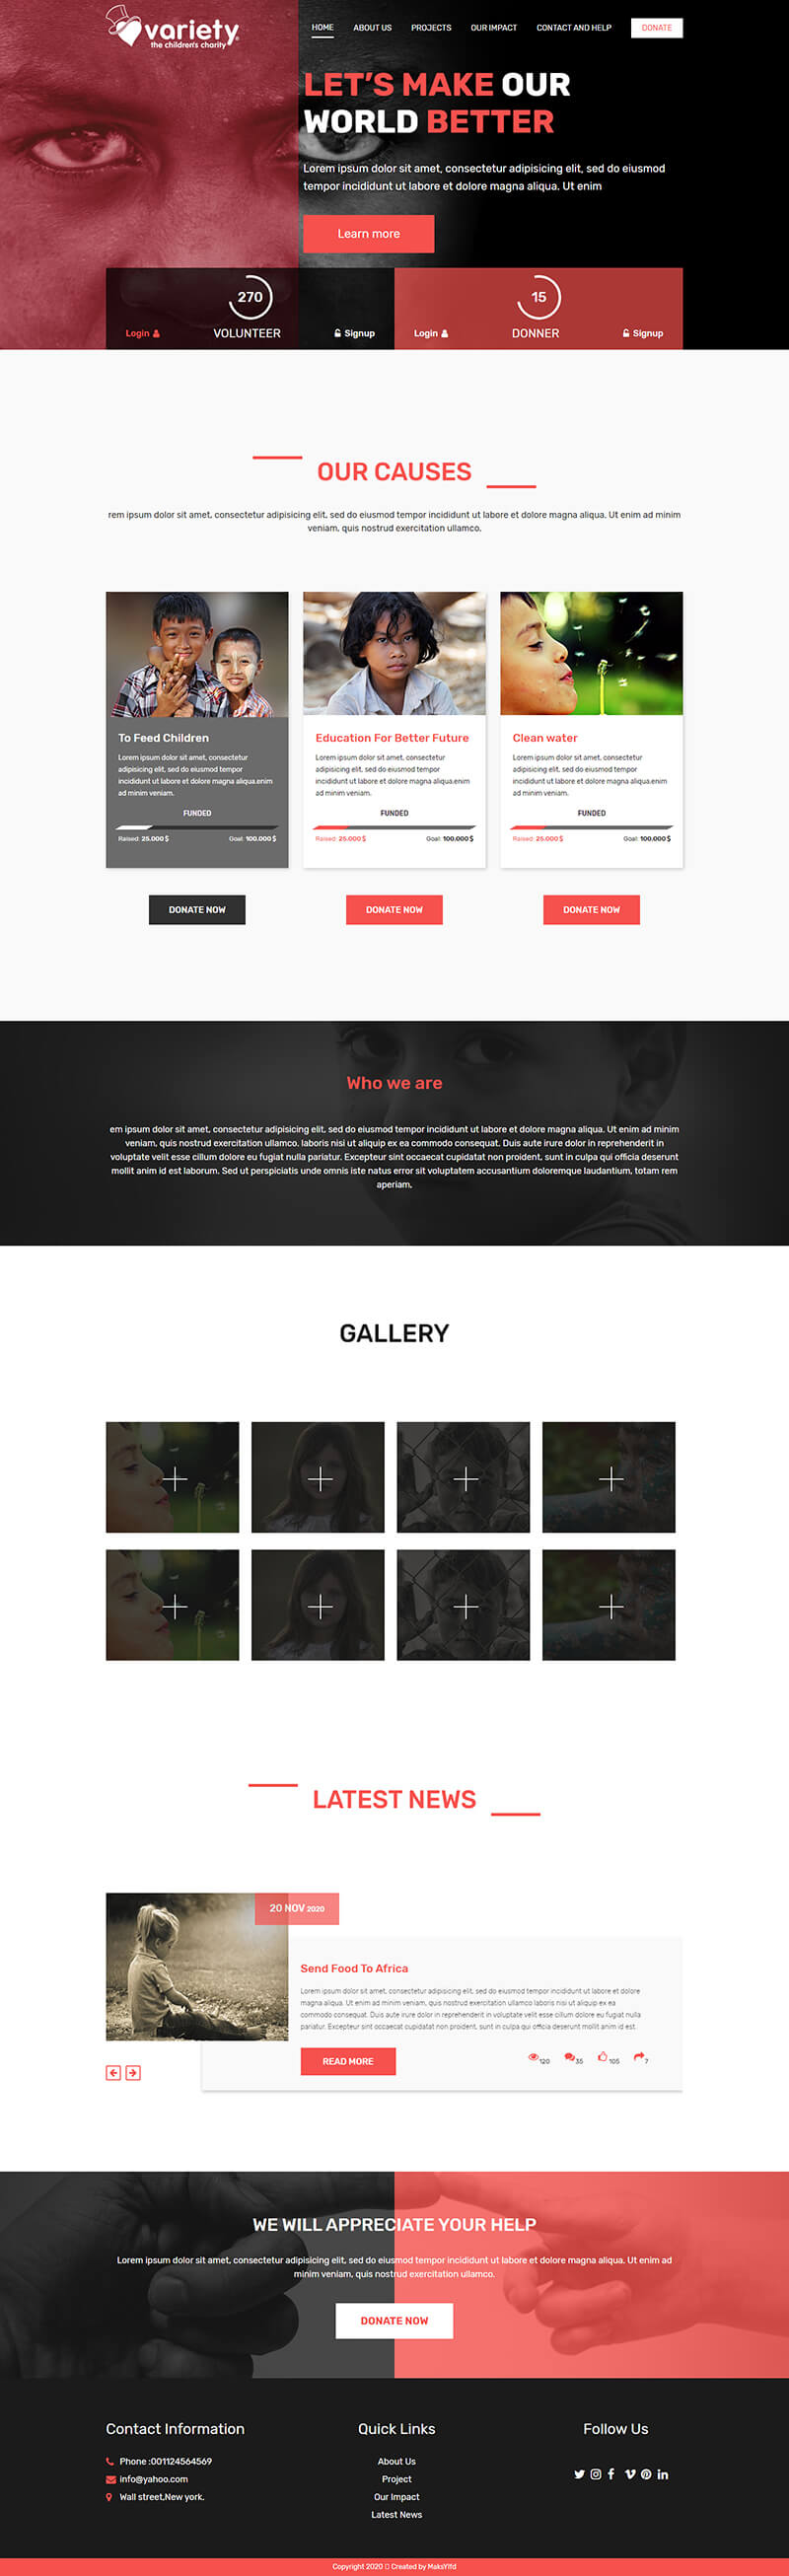 variety
the children's charity
HOME ABOUT US PROJECTS OUR IMPACT CONTACT AND HELP DONATE
LET'S MAKE OUR
WORLD BETTER
Lorem ipsum dolor sit amet, consectetur adipisicing elit, sed do eiusmod
tempor incididunt ut labore et dolore magna aliqua. Ut enim
Learn more
270
Login VOLUNTEER Signup
15
Login DONNER Signup
OUR CAUSES
rem ipsum dolor sit amet, consectetur adipisicing elit, sed do eiusmod tempor incididunt ut labore et dolore magna aliqua. Ut enim ad minim
veniam, quis nostrud exercitation ullamco.
To Feed Children
Lorem ipsum dolor sit amet, consectetur
adipisicing elit, sed do eiusmod tempor
incididunt ut labore et dolore magna aliqua.enim
ad minim veniam.
FUNDED
Raised: 25.000 $ Goal: 100.000 $
DONATE NOW
Education For Better Future
Lorem ipsum dolor sit amet, consectetur
adipisicing elit, sed do eiusmod tempor
incididunt ut labore et dolore magna aliqua.enim
ad minim veniam.
FUNDED
Raised: 25.000 $ Goal: 100.000 $
DONATE NOW
Clean water
Lorem ipsum dolor sit amet, consectetur
adipisicing elit, sed do eiusmod tempor
incididunt ut labore et dolore magna aliqua.enim
ad minim veniam.
FUNDED
Raised: 25.000 $ Goal: 100.000 $
DONATE NOW
Who we are
em ipsum dolor sit amet, consectetur adipisicing elit, sed do eiusmod tempor incididunt ut labore et dolore magna aliqua. Ut enim ad minim
veniam, quis nostrud exercitation ullamco. laboris nisi ut aliquip ex ea commodo consequat. Duis aute irure dolor in reprehenderit in
voluptate velit esse cillum dolore eu fugiat nulla pariatur. Excepteur sint occaecat cupidatat non proident, sunt in culpa qui officia deserunt
mollit anim id est laborum. Sed ut perspiciatis unde omnis iste natus error sit voluptatem accusantium doloremque laudantium, totam rem
aperiam,
GALLERY
LATEST NEWS
20 NOV 2020
Send Food To Africa
Lorem ipsum dolor sit amet, consectetur adipisicing elit, sed do eiusmod tempor incididunt ut labore et dolore
magna aliqua. Ut enim ad minim veniam, quis nostrud exercitation ullamco laboris nisi ut aliquip ex ea
commodo consequat. Duis aute irure dolor in reprehenderit in voluptate velit esse cillum dolore eu fugiat nulla
pariatur. Excepteur sint occaecat cupidatat non proident, sunt in culpa qui officia deserunt mollit anim id est.
READ MORE 120 35 105 7
WE WILL APPRECIATE YOUR HELP
Lorem ipsum dolor sit amet, consectetur adipisicing elit, sed do eiusmod tempor incididunt ut labore et dolore magna aliqua. Ut enim ad
minim veniam, quis nostrud exercitation ullamco.
DONATE NOW
Contact Information
Phone :001124564569
info@yahoo.com
Wall street,New york.
Quick Links
About Us
Project
Our Impact
Latest News
Follow Us
Copyright 2020 Created by MaksYlfd